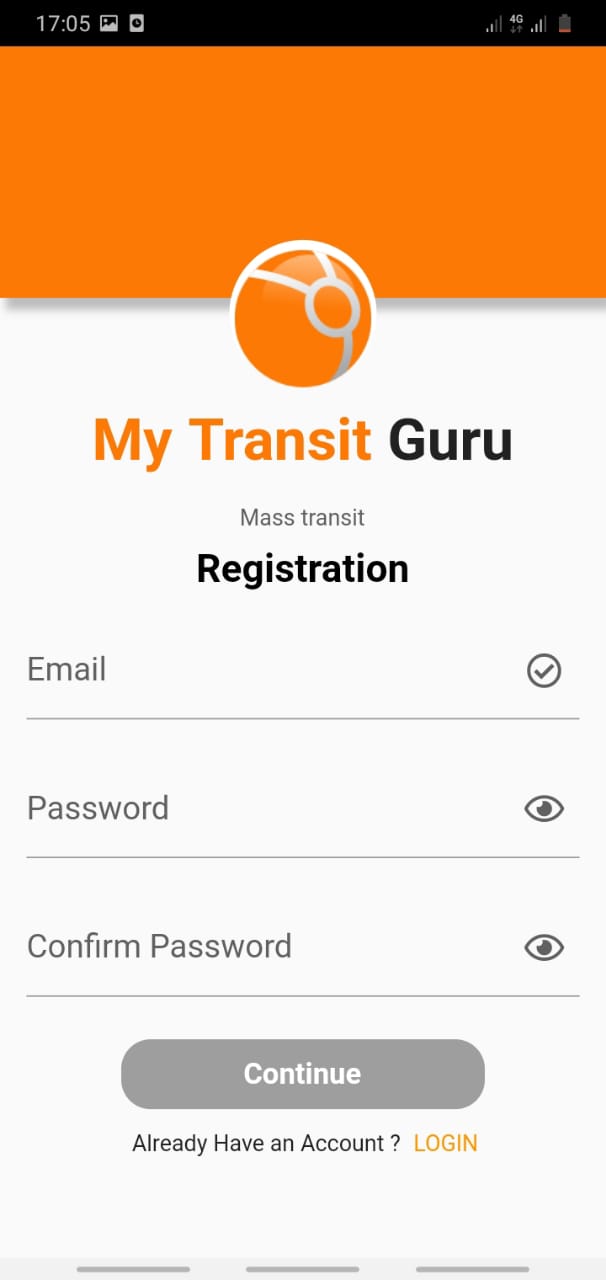 17:05 4G
My Transit Guru
Mass transit
Registration
Email
Password
Confirm Password
Continue
Already Have an Account ? LOGIN